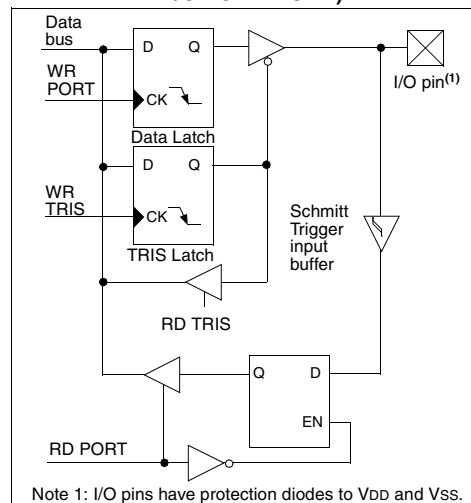 Data
bus
D Q
WR
PORT
CK
I/O pin(1)
Data Latch
D Q
WR
TRIS
CK
Schmitt
Trigger
input
buffer
TRIS Latch
RD TRIS
Q D
EN
RD PORT
Note 1: I/O pins have protection diodes to VDD and VSS.